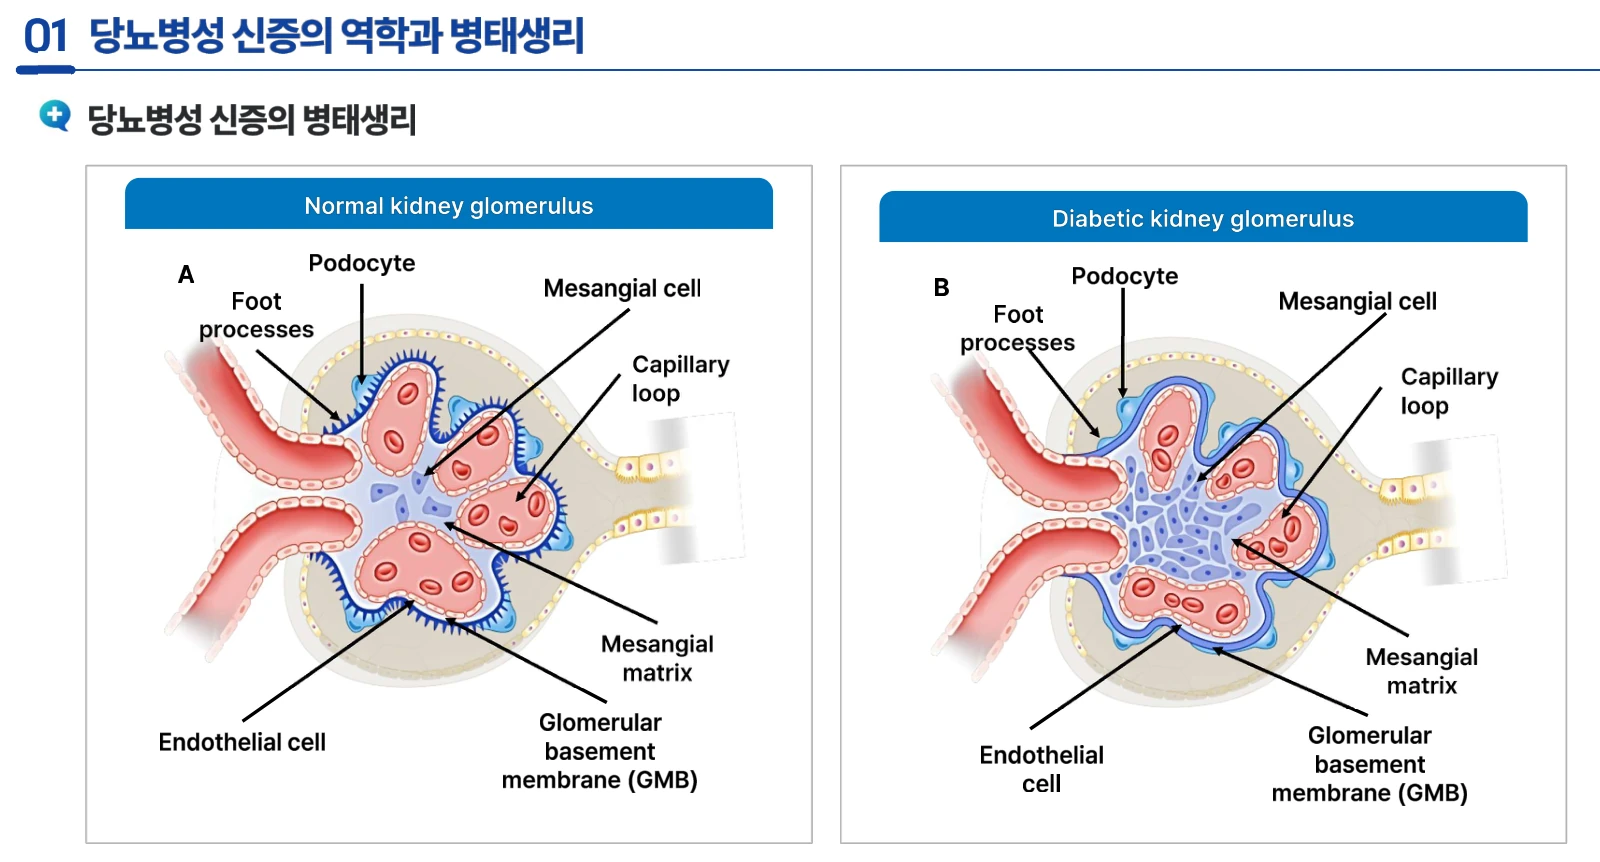 01 당뇨병성 신증의 역학과 병태생리
당뇨병성 신증의 병태생리
Normal kidney glomerulus
A
Podocyte
Foot
processes
Mesangial cell
Capillary
loop
Mesangial
matrix
Glomerular
basement
membrane (GMB)
Endothelial cell
Diabetic kidney glomerulus
B
Podocyte
Foot
processes
Mesangial cell
Capillary
loop
Mesangial
matrix
Glomerular
basement
membrane (GMB)
Endothelial
cell